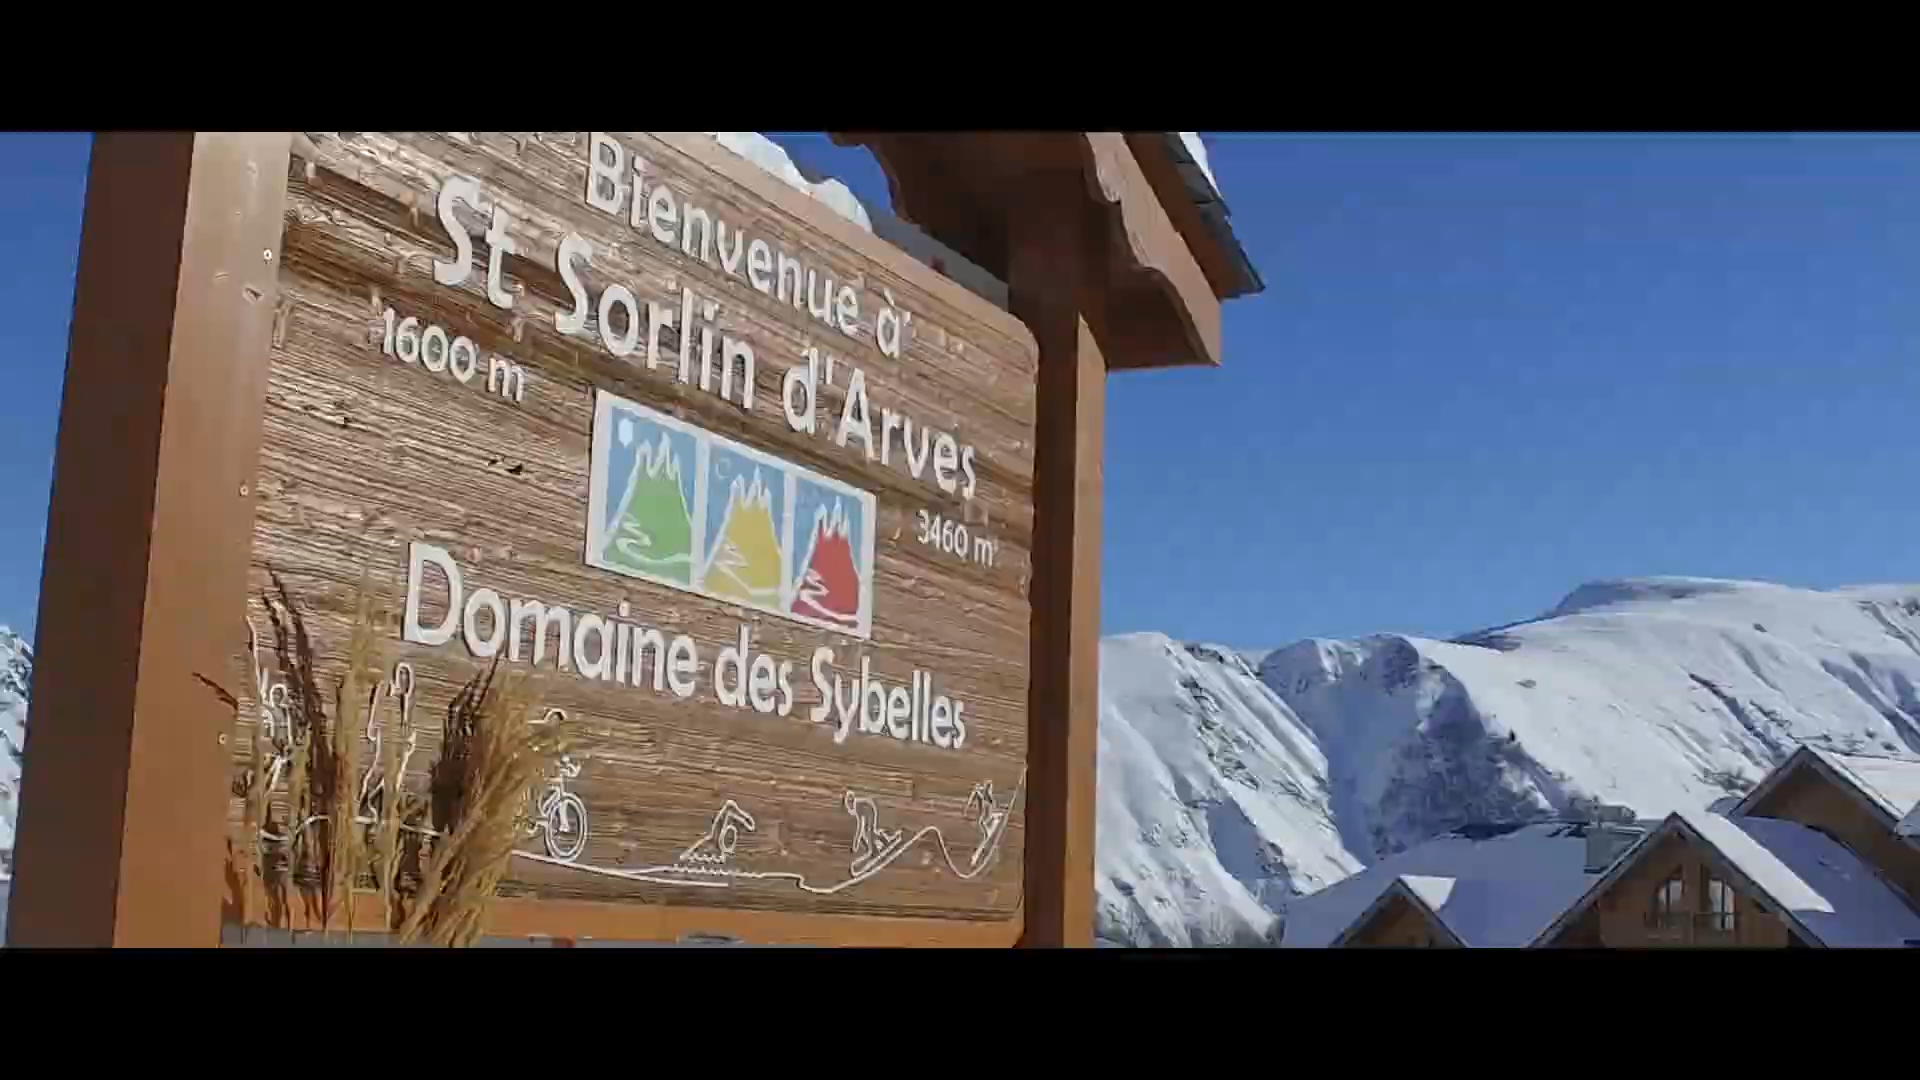 Bienvenue à
St Sorlin d'Arves
1600 m
3460 m
Domaine des Sybelles